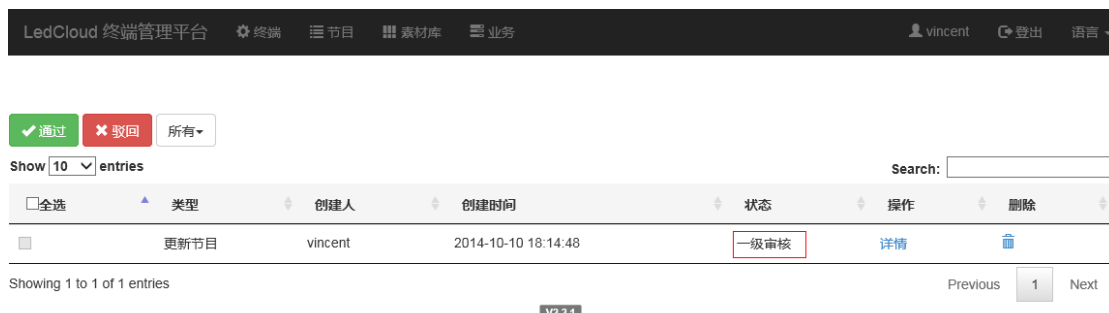 LedCloud 终端管理平台 终端 节目 素材库 业务 vincent 登出 语言
通过 驳回 所有
Show 10 entries Search:
全选 类型 创建人 创建时间 状态 操作 删除
更新节目 vincent 2014-10-10 18:14:48 一级审核 详情
Showing 1 to 1 of 1 entries Previous 1 Next